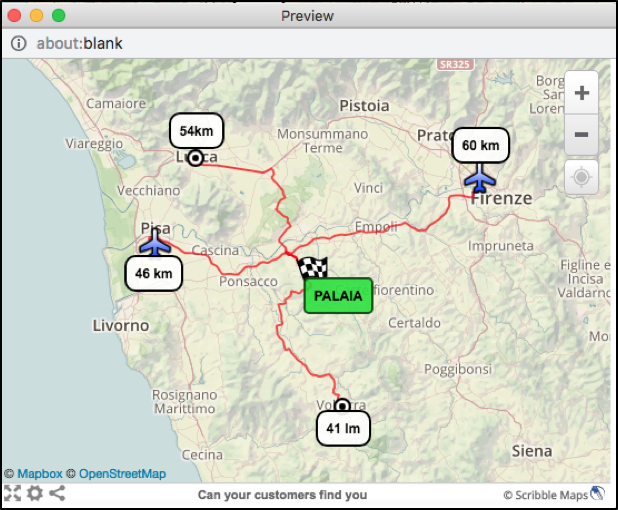 Preview
about:blank
SR325
Camaiore
Pistoia
Borg
San
Loren
54km
Monsummano
Terme
Prato
60 km
Viareggio
Lucca
Vecchiano
Vinci
Firenze
Pisa
Empoli
Cascina
Impruneta
46 km
Ponsacco
PALAIA
fiorentino
Figline e
Incisa
Valdarno
Livorno
Certaldo
Poggibonsi
Rosignano
Marittimo
Volterra
41 lm
Cecina
Siena
© Mapbox © OpenStreetMap
Can your customers find you
© Scribble Maps